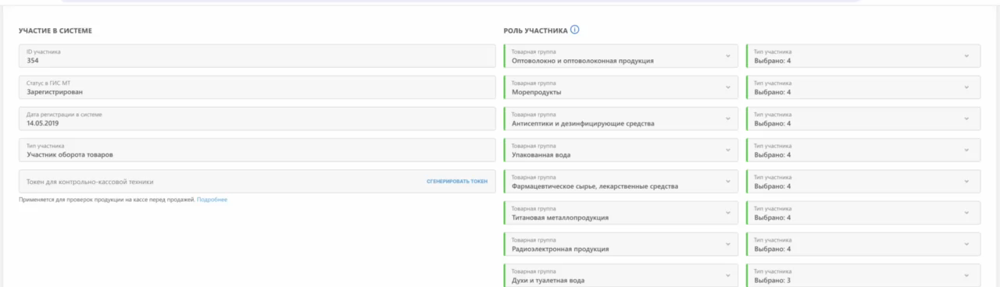 УЧАСТИЕ В СИСТЕМЕ
ID участника
354
Статус в ГИС МТ
Зарегистрирован
Дата регистрации в системе
14.05.2019
Тип участника
Участник оборота товаров
Токен для контрольно-кассовой техники СГЕНЕРИРОВАТЬ ТОКЕН
Применяется для проверок продукции на кассе перед продажей. Подробнее
РОЛЬ УЧАСТНИКА
Товарная группа Тип участника
Оптоволокно и оптоволоконная продукция Выбрано: 4
Товарная группа Тип участника
Морепродукты Выбрано: 4
Товарная группа Тип участника
Антисептики и дезинфицирующие средства Выбрано: 4
Товарная группа Тип участника
Упакованная вода Выбрано: 4
Товарная группа Тип участника
Фармацевтическое сырье, лекарственные средства Выбрано: 4
Товарная группа Тип участника
Титановая металлопродукция Выбрано: 4
Товарная группа Тип участника
Радиоэлектронная продукция Выбрано: 4
Товарная группа Тип участника
Духи и туалетная вода Выбрано: 3